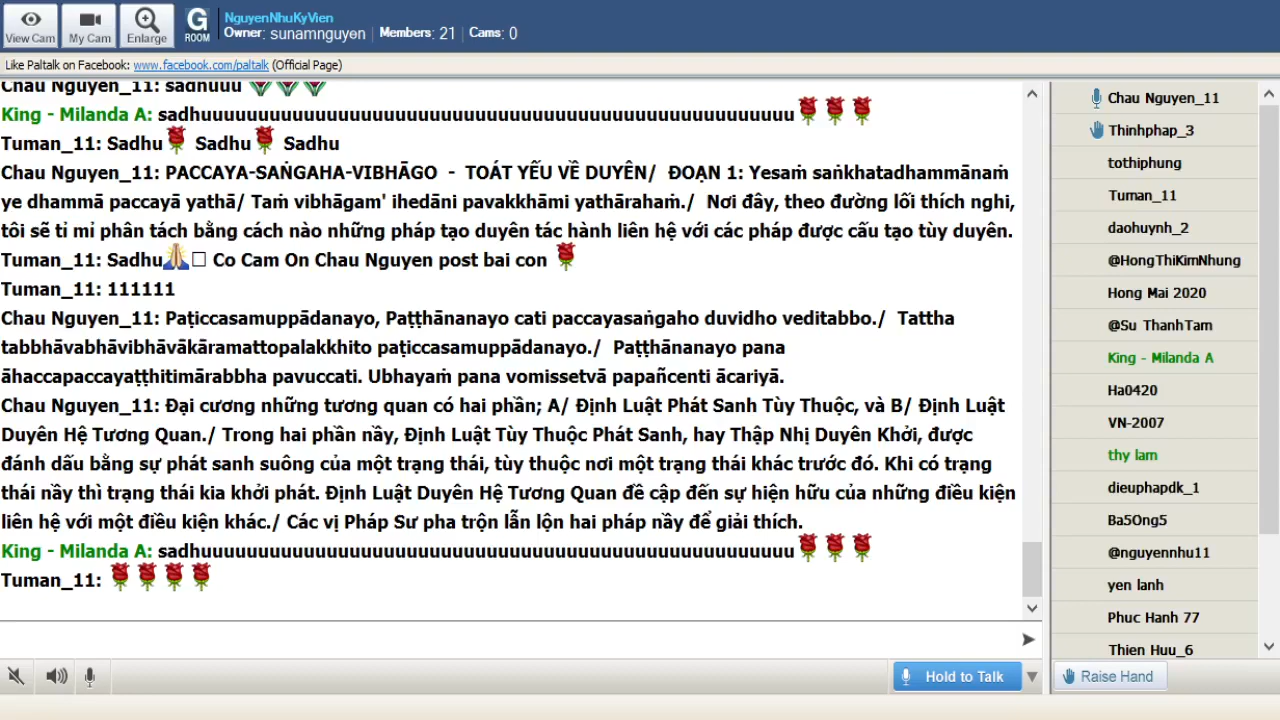 View Cam
My Cam
Enlarge
G
ROOM
NguyenNhuKyVien
Owner: sunamnguyen | Members: 21 | Cams: 0
Like Paltalk on Facebook: www.facebook.com/paltalk (Official Page)
Chau Nguyen_11: sadhuuu
King - Milanda A: sadhuuuuuuuuuuuuuuuuuuuuuuuuuuuuuuuuuuuuuuuuuuuuuuuuuuu
Tuman_11: Sadhu Sadhu Sadhu
Chau Nguyen_11: PACCAYA-SAṄGAHA-VIBHĀGO - TOÁT YẾU VỀ DUYÊN/ ĐOẠN 1: Yesaṁ saṅkhatadhammānaṁ
ye dhammā paccayā yathā/ Taṁ vibhāgam' ihedāni pavakkhāmi yathārahaṁ./ Nơi đây, theo đường lối thích nghi,
tôi sẽ tỉ mỉ phân tách bằng cách nào những pháp tạo duyên tác hành liên hệ với các pháp được cấu tạo tùy duyên.
Tuman_11: Sadhu Co Cam On Chau Nguyen post bai con
Tuman_11: 111111
Chau Nguyen_11: Paṭiccasamuppādanayo, Paṭṭhānanayo cati paccayasaṅgaho duvidho veditabbo./ Tattha
tabbhāvabhāvibhāvākāramattopalakkhito paṭiccasamuppādanayo./ Paṭṭhānanayo pana
āhaccapaccayaṭṭhitimārabbha pavuccati. Ubhayaṁ pana vomissetvā papañcenti ācariyā.
Chau Nguyen_11: Đại cương những tương quan có hai phần; A/ Định Luật Phát Sanh Tùy Thuộc, và B/ Định Luật
Duyên Hệ Tương Quan./ Trong hai phần nầy, Định Luật Tùy Thuộc Phát Sanh, hay Thập Nhị Duyên Khởi, được
đánh dấu bằng sự phát sanh suông của một trạng thái, tùy thuộc nơi một trạng thái khác trước đó. Khi có trạng
thái nầy thì trạng thái kia khởi phát. Định Luật Duyên Hệ Tương Quan đề cập đến sự hiện hữu của những điều kiện
liên hệ với một điều kiện khác./ Các vị Pháp Sư pha trộn lẫn lộn hai pháp nầy để giải thích.
King - Milanda A: sadhuuuuuuuuuuuuuuuuuuuuuuuuuuuuuuuuuuuuuuuuuuuuuuuuuuu
Tuman_11:
Hold to Talk
Chau Nguyen_11
Thinhphap_3
tothiphung
Tuman_11
daohuynh_2
@HongThiKimNhung
Hong Mai 2020
@Su ThanhTam
King - Milanda A
Ha0420
VN-2007
thy lam
dieuphapdk_1
Ba5Ong5
@nguyennhu11
yen lanh
Phuc Hanh 77
Thien Huu_6
Raise Hand